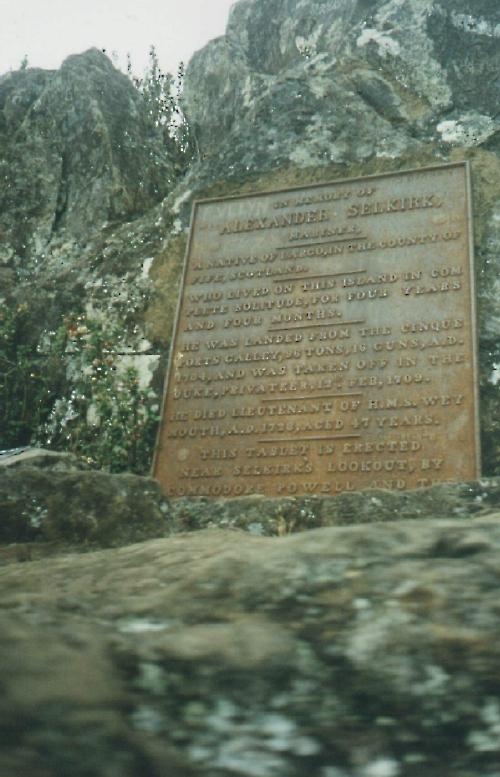 IN MEMORY OF
ALEXANDER SELKIRK,
MARINER,
A NATIVE OF LARGO, IN THE COUNTY OF
FIFE, SCOTLAND.
WHO LIVED ON THIS ISLAND IN COM
PLETE SOLITUDE, FOR FOUR YEARS
AND FOUR MONTHS.
HE WAS LANDED FROM THE CINQUE
PORTS GALLEY, 96 TONS, 16 GUNS, A.D.
1704, AND WAS TAKEN OFF IN THE
DUKE, PRIVATEER, 12TH FEB, 1709.
HE DIED LIEUTENANT OF H.M.S. WEY
MOUTH, A.D. 1723, AGED 47 YEARS.
THIS TABLET IS ERECTED
NEAR SELKIRK'S LOOKOUT, BY
COMMODORE POWELL AND THE